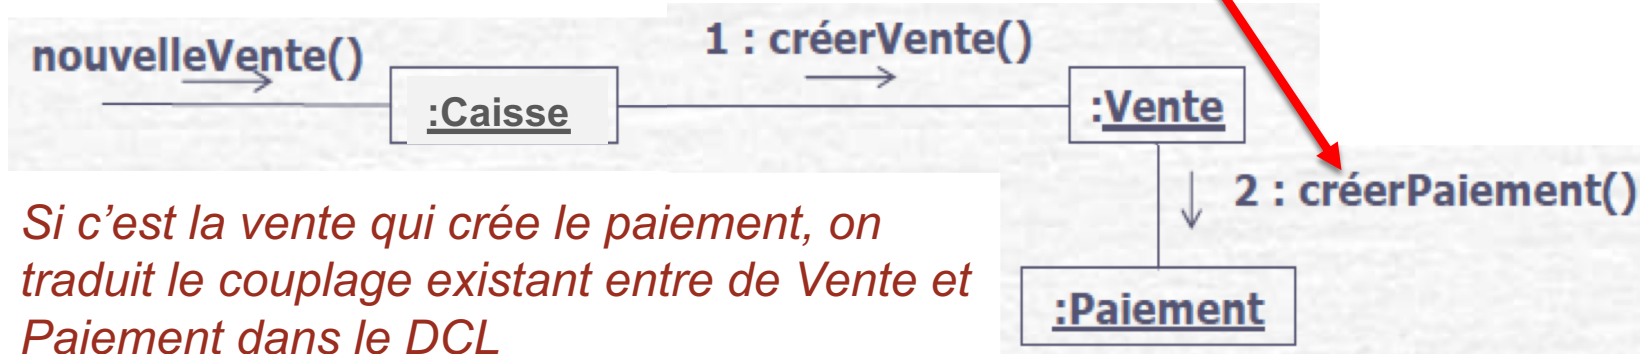 nouvelleVente()
1 : créerVente()
:Caisse
:Vente
2 : créerPaiement()
Si c’est la vente qui crée le paiement, on
traduit le couplage existant entre de Vente et
Paiement dans le DCL
:Paiement